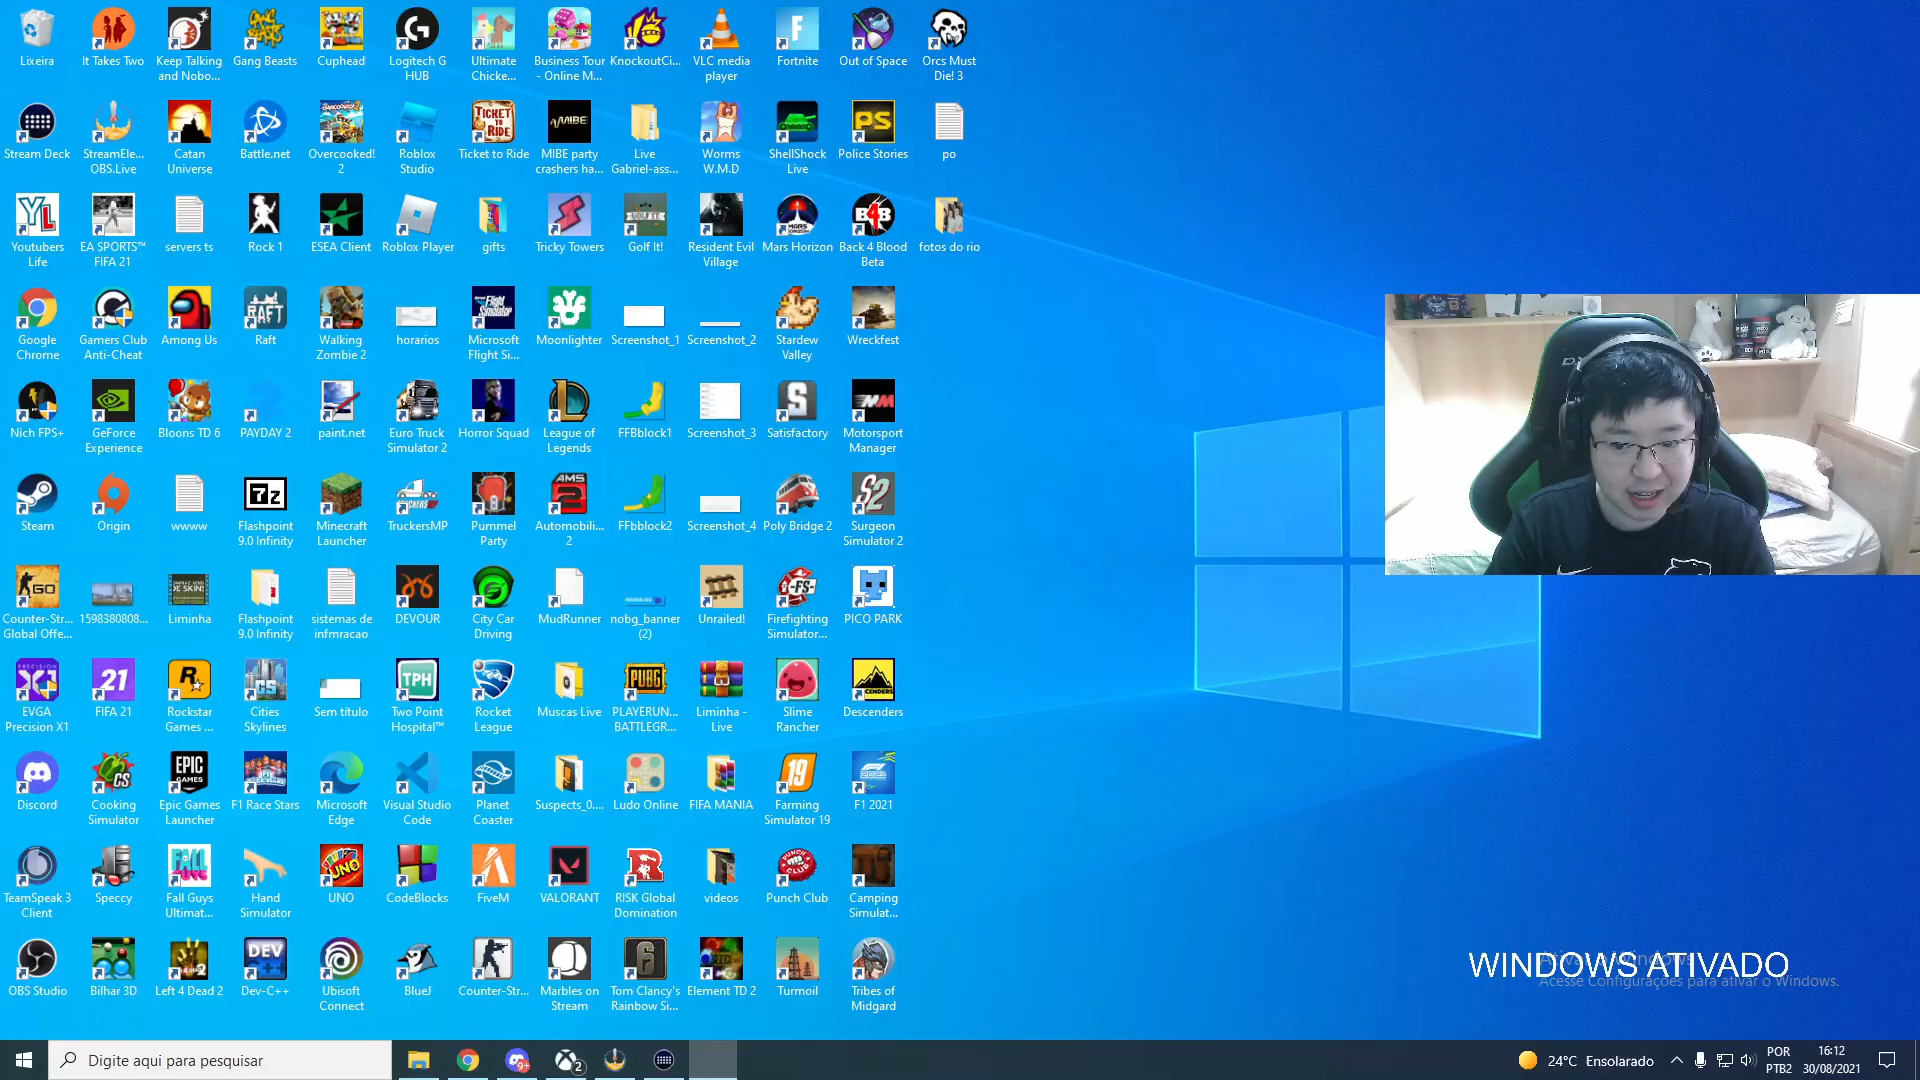 Lixeira
It Takes Two
Keep Talking
and Nobo...
Gang Beasts
Cuphead
Logitech G
HUB
Ultimate
Chicke...
Business Tour
- Online M...
KnockoutCi...
VLC media
player
Fortnite
Out of Space
Orcs Must
Die! 3
Stream Deck
StreamEle...
OBS.Live
Catan
Universe
Battle.net
Overcooked!
2
Roblox
Studio
Ticket to Ride
MIBE party
crashers ha...
Live
Gabriel-ass...
Worms
W.M.D
ShellShock
Live
Police Stories
po
Youtubers
Life
EA SPORTS™
FIFA 21
servers ts
Rock 1
ESEA Client
Roblox Player
gifts
Tricky Towers
Golf It!
Resident Evil
Village
Mars Horizon
Back 4 Blood
Beta
fotos do rio
Google
Chrome
Gamers Club
Anti-Cheat
Among Us
Raft
Walking
Zombie 2
horarios
Microsoft
Flight Si...
Moonlighter
Screenshot_1
Screenshot_2
Stardew
Valley
Wreckfest
Nich FPS+
GeForce
Experience
Bloons TD 6
PAYDAY 2
paint.net
Euro Truck
Simulator 2
Horror Squad
League of
Legends
FFBblock1
Screenshot_3
Satisfactory
Motorsport
Manager
Steam
Origin
wwww
Flashpoint
9.0 Infinity
Minecraft
Launcher
TruckersMP
Pummel
Party
Automobili...
2
FFbblock2
Screenshot_4
Poly Bridge 2
Surgeon
Simulator 2
Counter-Str...
Global Offe...
1598380808...
Liminha
Flashpoint
9.0 Infinity
sistemas de
infmracao
DEVOUR
City Car
Driving
MudRunner
nobg_banner
(2)
Unrailed!
Firefighting
Simulator...
PICO PARK
EVGA
Precision X1
FIFA 21
Rockstar
Games ...
Cities
Skylines
Sem título
Two Point
Hospital™
Rocket
League
Muscas Live
PLAYERUN...
BATTLEGR...
Liminha -
Live
Slime
Rancher
Descenders
Discord
Cooking
Simulator
Epic Games
Launcher
F1 Race Stars
Microsoft
Edge
Visual Studio
Code
Planet
Coaster
Suspects_0....
Ludo Online
FIFA MANIA
Farming
Simulator 19
F1 2021
TeamSpeak 3
Client
Speccy
Fall Guys
Ultimat...
Hand
Simulator
UNO
CodeBlocks
FiveM
VALORANT
RISK Global
Domination
videos
Punch Club
Camping
Simulat...
OBS Studio
Bilhar 3D
Left 4 Dead 2
Dev-C++
Ubisoft
Connect
BlueJ
Counter-Str...
Marbles on
Stream
Tom Clancy's
Rainbow Si...
Element TD 2
Turmoil
Tribes of
Midgard
WINDOWS ATIVADO
Ativar o Windows
Acesse Configurações para ativar o Windows.
Digite aqui para pesquisar
24°C Ensolarado
POR
PTB2
16:12
30/08/2021